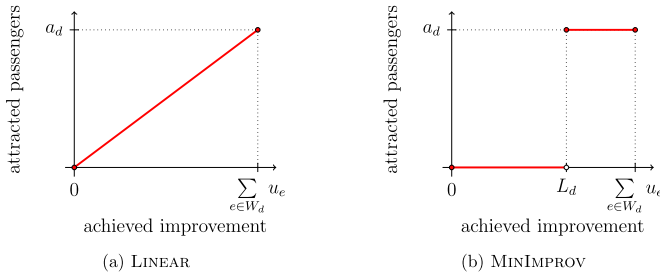 attracted passengers
a_d
0
∑_{e∈W_d} u_e
achieved improvement
(a) LINEAR
attracted passengers
a_d
0
L_d
∑_{e∈W_d} u_e
achieved improvement
(b) MINIMPROV